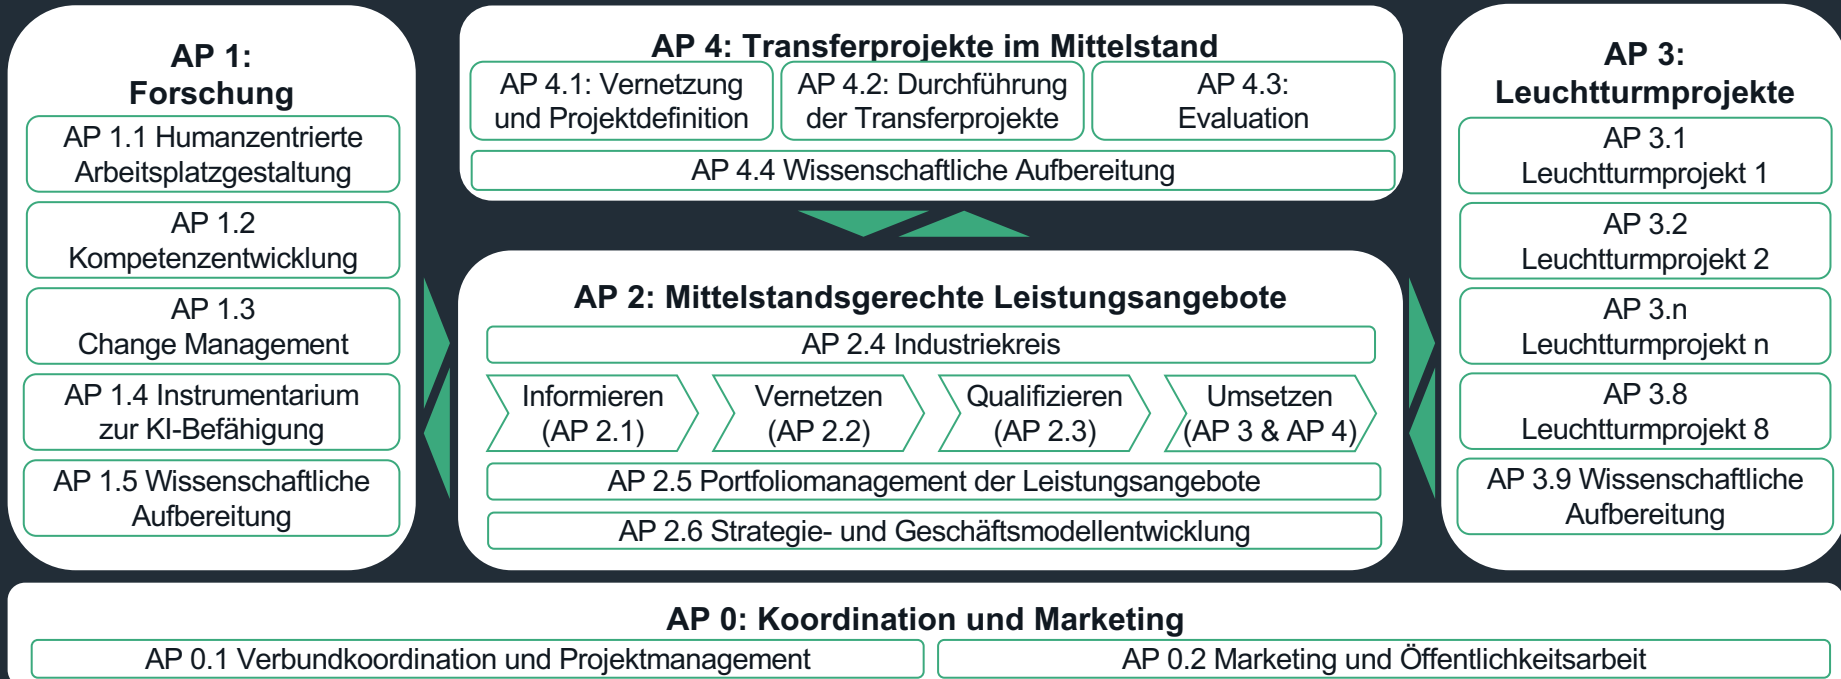 AP 1:
Forschung
AP 1.1 Humanzentrierte
Arbeitsplatzgestaltung
AP 1.2
Kompetenzentwicklung
AP 1.3
Change Management
AP 1.4 Instrumentarium
zur KI-Befähigung
AP 1.5 Wissenschaftliche
Aufbereitung
AP 4: Transferprojekte im Mittelstand
AP 4.1: Vernetzung
und Projektdefinition
AP 4.2: Durchführung
der Transferprojekte
AP 4.3:
Evaluation
AP 4.4 Wissenschaftliche Aufbereitung
AP 2: Mittelstandsgerechte Leistungsangebote
AP 2.4 Industriekreis
Informieren
(AP 2.1)
Vernetzen
(AP 2.2)
Qualifizieren
(AP 2.3)
Umsetzen
(AP 3 & AP 4)
AP 2.5 Portfoliomanagement der Leistungsangebote
AP 2.6 Strategie- und Geschäftsmodellentwicklung
AP 3:
Leuchtturmprojekte
AP 3.1
Leuchtturmprojekt 1
AP 3.2
Leuchtturmprojekt 2
AP 3.n
Leuchtturmprojekt n
AP 3.8
Leuchtturmprojekt 8
AP 3.9 Wissenschaftliche
Aufbereitung
AP 0: Koordination und Marketing
AP 0.1 Verbundkoordination und Projektmanagement
AP 0.2 Marketing und Öffentlichkeitsarbeit